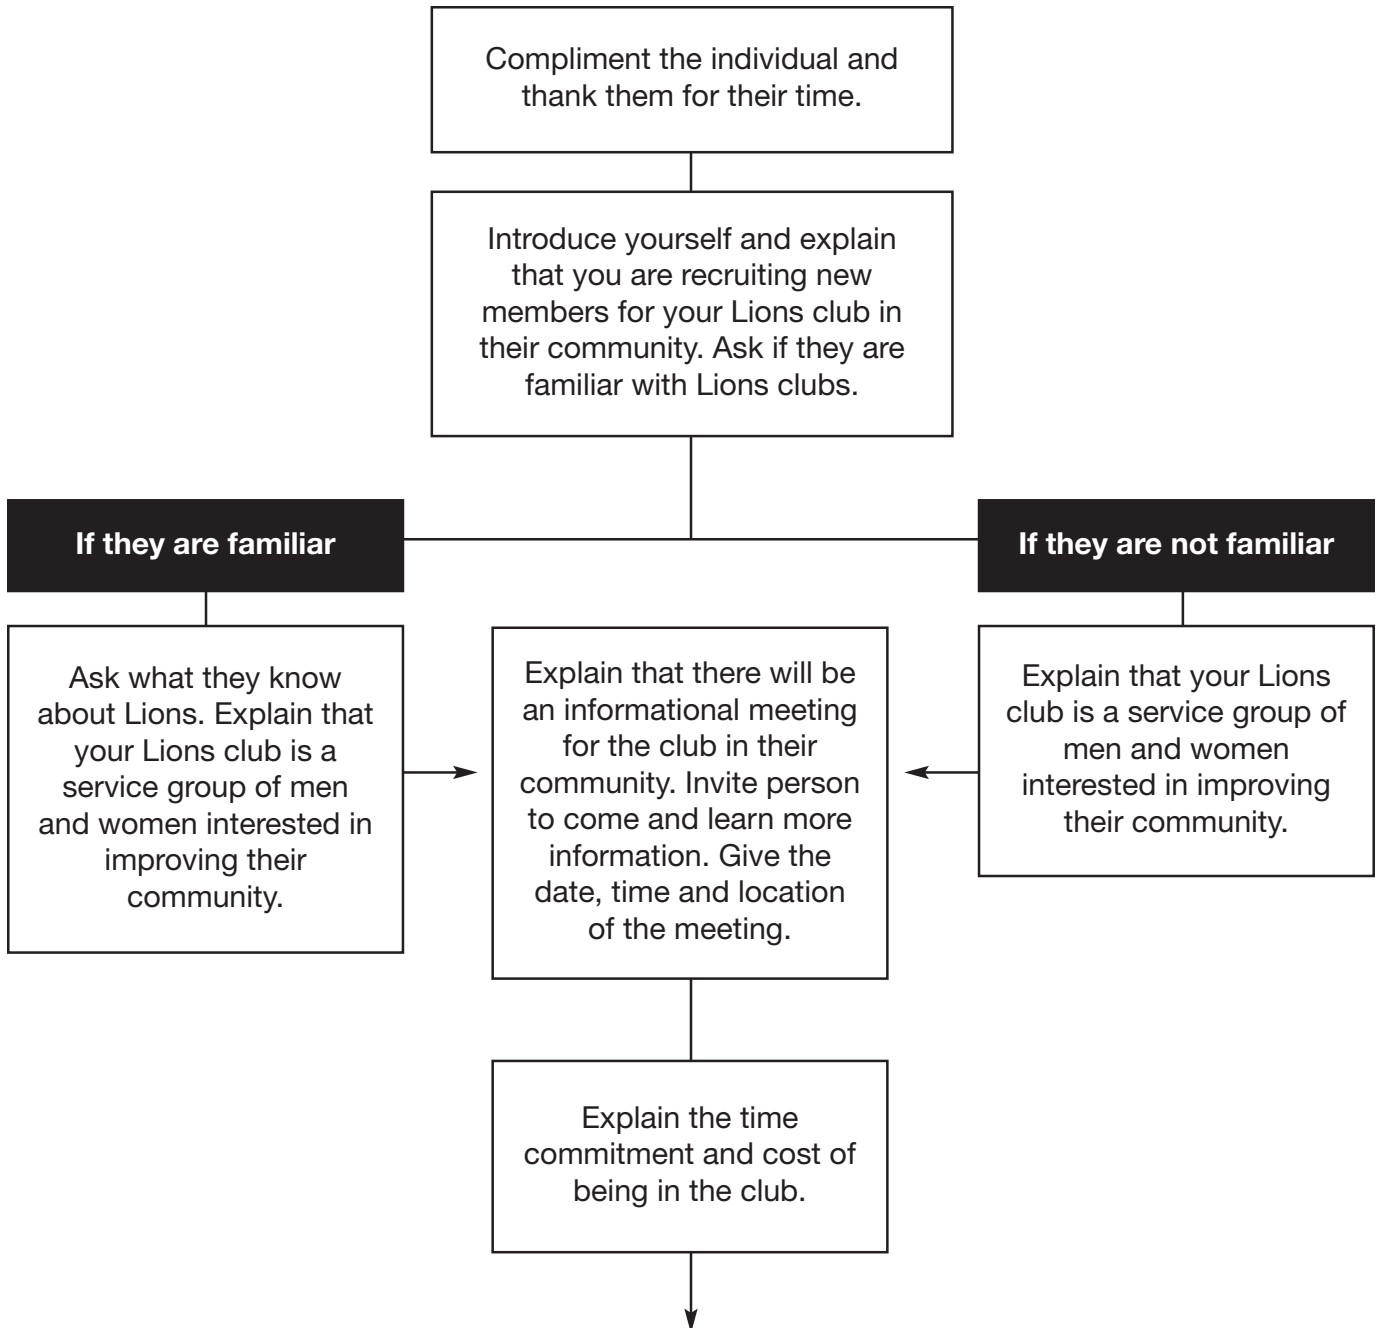 Compliment the individual and
thank them for their time.
Introduce yourself and explain
that you are recruiting new
members for your Lions club in
their community. Ask if they are
familiar with Lions clubs.
If they are familiar
If they are not familiar
Ask what they know
about Lions. Explain that
your Lions club is a
service group of men
and women interested in
improving their
community.
Explain that there will be
an informational meeting
for the club in their
community. Invite person
to come and learn more
information. Give the
date, time and location
of the meeting.
Explain that your Lions
club is a service group of
men and women
interested in improving
their community.
Explain the time
commitment and cost of
being in the club.